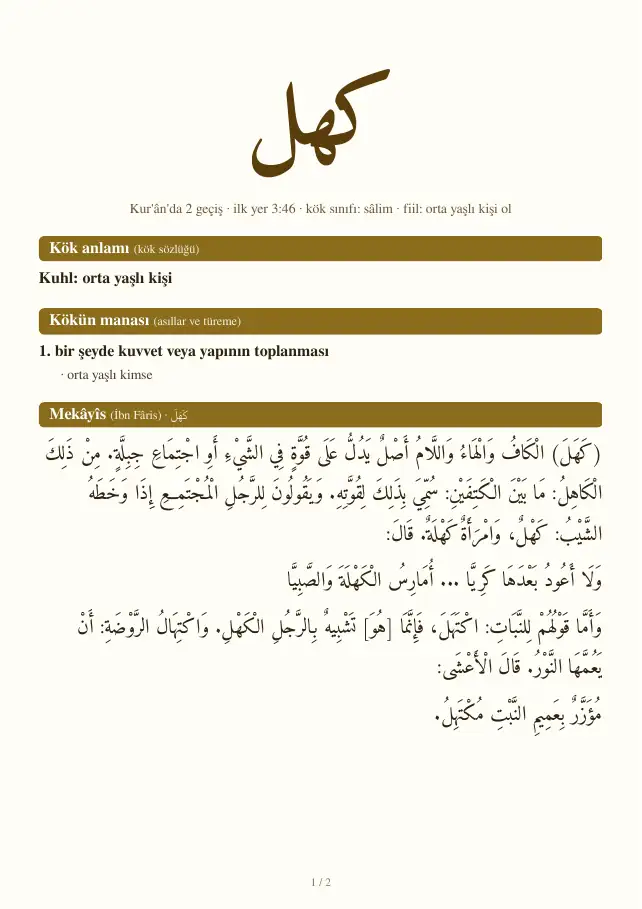 كهل
Kur'ân'da 2 geçiş · ilk yer 3:46 · kök sınıfı: sâlim · fiil: orta yaşlı kişi ol
Kök anlamı (kök sözlüğü)
Kuhl: orta yaşlı kişi
Kökün manası (asıllar ve türeme)
1. bir şeyde kuvvet veya yapının toplanması
· orta yaşlı kimse
Mekâyîs (İbn Fâris) · كَهَلَ
(كَهَلَ) الْكَافُ وَالْهَاءُ وَاللَّامُ أَصْلٌ يَدُلُّ عَلَى قُوَّةٍ فِي الشَّيْءِ أَوِ اجْتِمَاعِ جِبِلَّةٍ. مِنْ ذَلِكَ
الْكَاهِلُ: مَا بَيْنَ الْكَتِفَيْنِ: سُمِّيَ بِذَلِكَ لِقُوَّتِهِ. وَيَقُولُونَ لِلرَّجُلِ الْمُجْتَمِعِ إِذَا وَخَطَهُ
الشَّيْبُ: كَهْلٌ، وَامْرَأَةٌ كَهْلَةٌ. قَالَ:
وَلَا أَعُودُ بَعْدَهَا كَرِيَّا ... أُمَارِسُ الْكَهْلَةَ وَالصَّبِيَّا
وَأَمَّا قَوْلُهُمْ لِلنَّبَاتِ: اكْتَهَلَ، فَإِنَّمَا [هُوَ] تَشْبِيهٌ بِالرَّجُلِ الْكَهْلِ. وَاكْتِهَالُ الرَّوْضَةِ: أَنْ
يَعُمَّهَا النَّوْرُ. قَالَ الْأَعْشَى:
مُؤَزَّرٌ بِعَمِيمِ النَّبْتِ مُكْتَهِلُ.
1 / 2